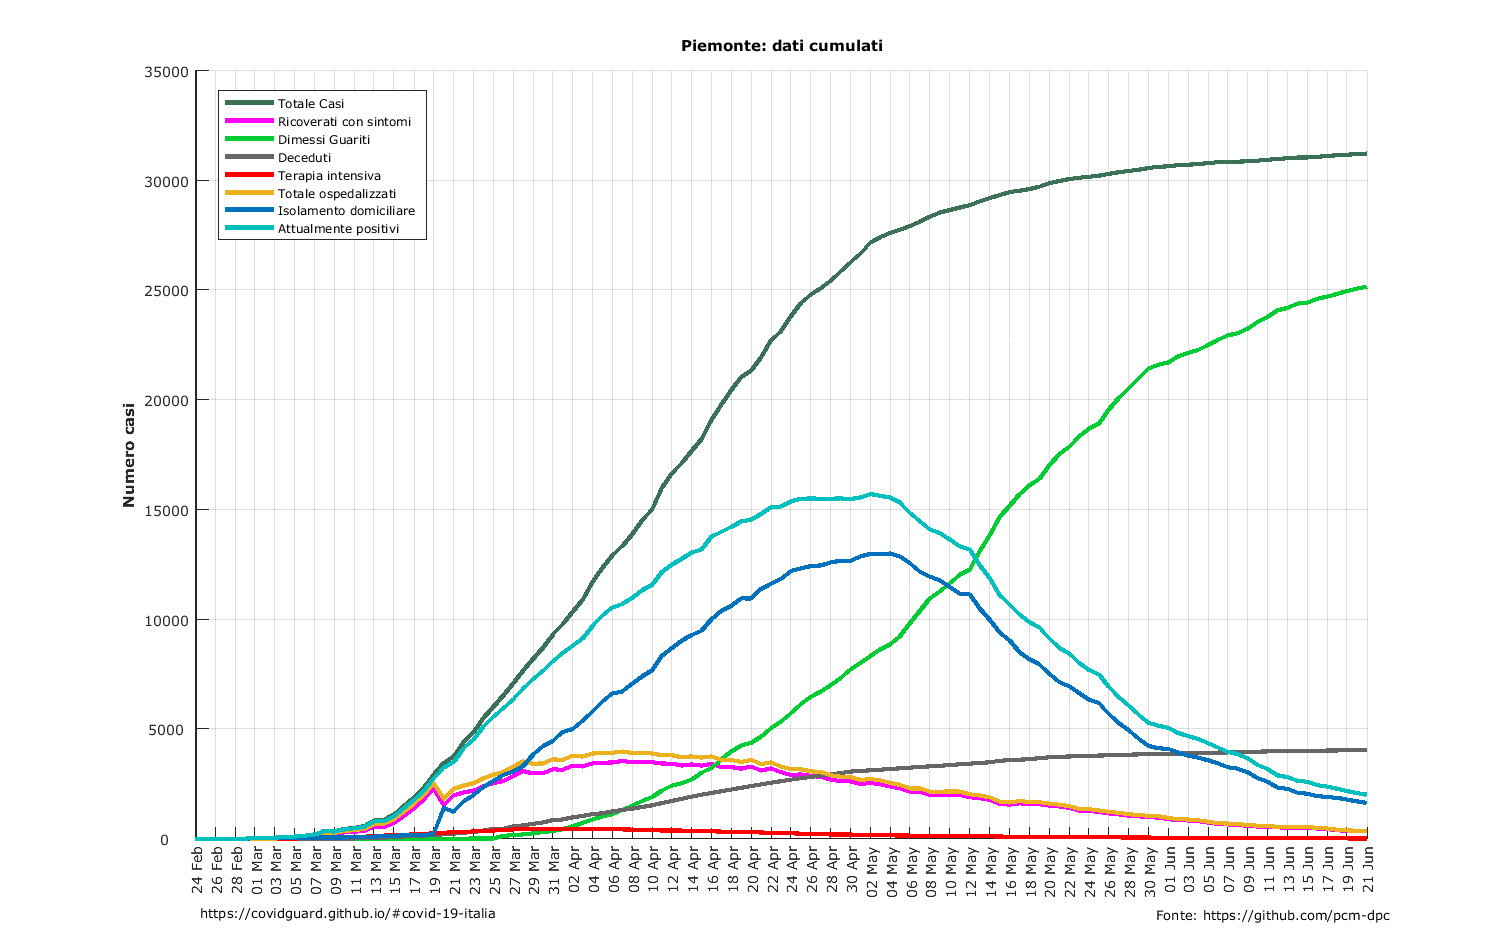 Piemonte: dati cumulati
35000
30000
25000
20000
15000
10000
5000
0
Numero casi
Totale Casi
Ricoverati con sintomi
Dimessi Guariti
Deceduti
Terapia intensiva
Totale ospedalizzati
Isolamento domiciliare
Attualmente positivi
24 Feb
26 Feb
28 Feb
01 Mar
03 Mar
05 Mar
07 Mar
09 Mar
11 Mar
13 Mar
15 Mar
17 Mar
19 Mar
21 Mar
23 Mar
25 Mar
27 Mar
29 Mar
31 Mar
02 Apr
04 Apr
06 Apr
08 Apr
10 Apr
12 Apr
14 Apr
16 Apr
18 Apr
20 Apr
22 Apr
24 Apr
26 Apr
28 Apr
30 Apr
02 May
04 May
06 May
08 May
10 May
12 May
14 May
16 May
18 May
20 May
22 May
24 May
26 May
28 May
30 May
01 Jun
03 Jun
05 Jun
07 Jun
09 Jun
11 Jun
13 Jun
15 Jun
17 Jun
19 Jun
21 Jun
https://covidguard.github.io/#covid-19-italia
Fonte: https://github.com/pcm-dpc